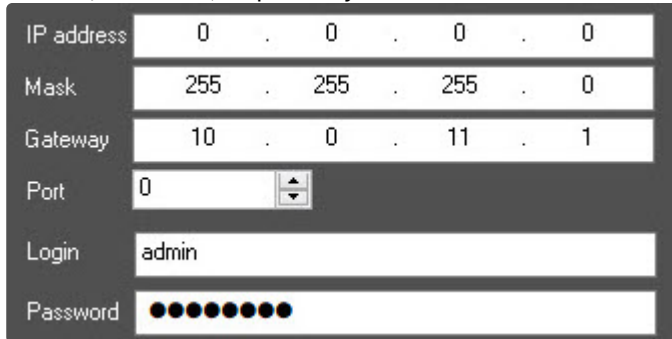 IP address 0 . 0 . 0 . 0
Mask 255 . 255 . 255 . 0
Gateway 10 . 0 . 11 . 1
Port 0
Login admin
Password ●●●●●●●●